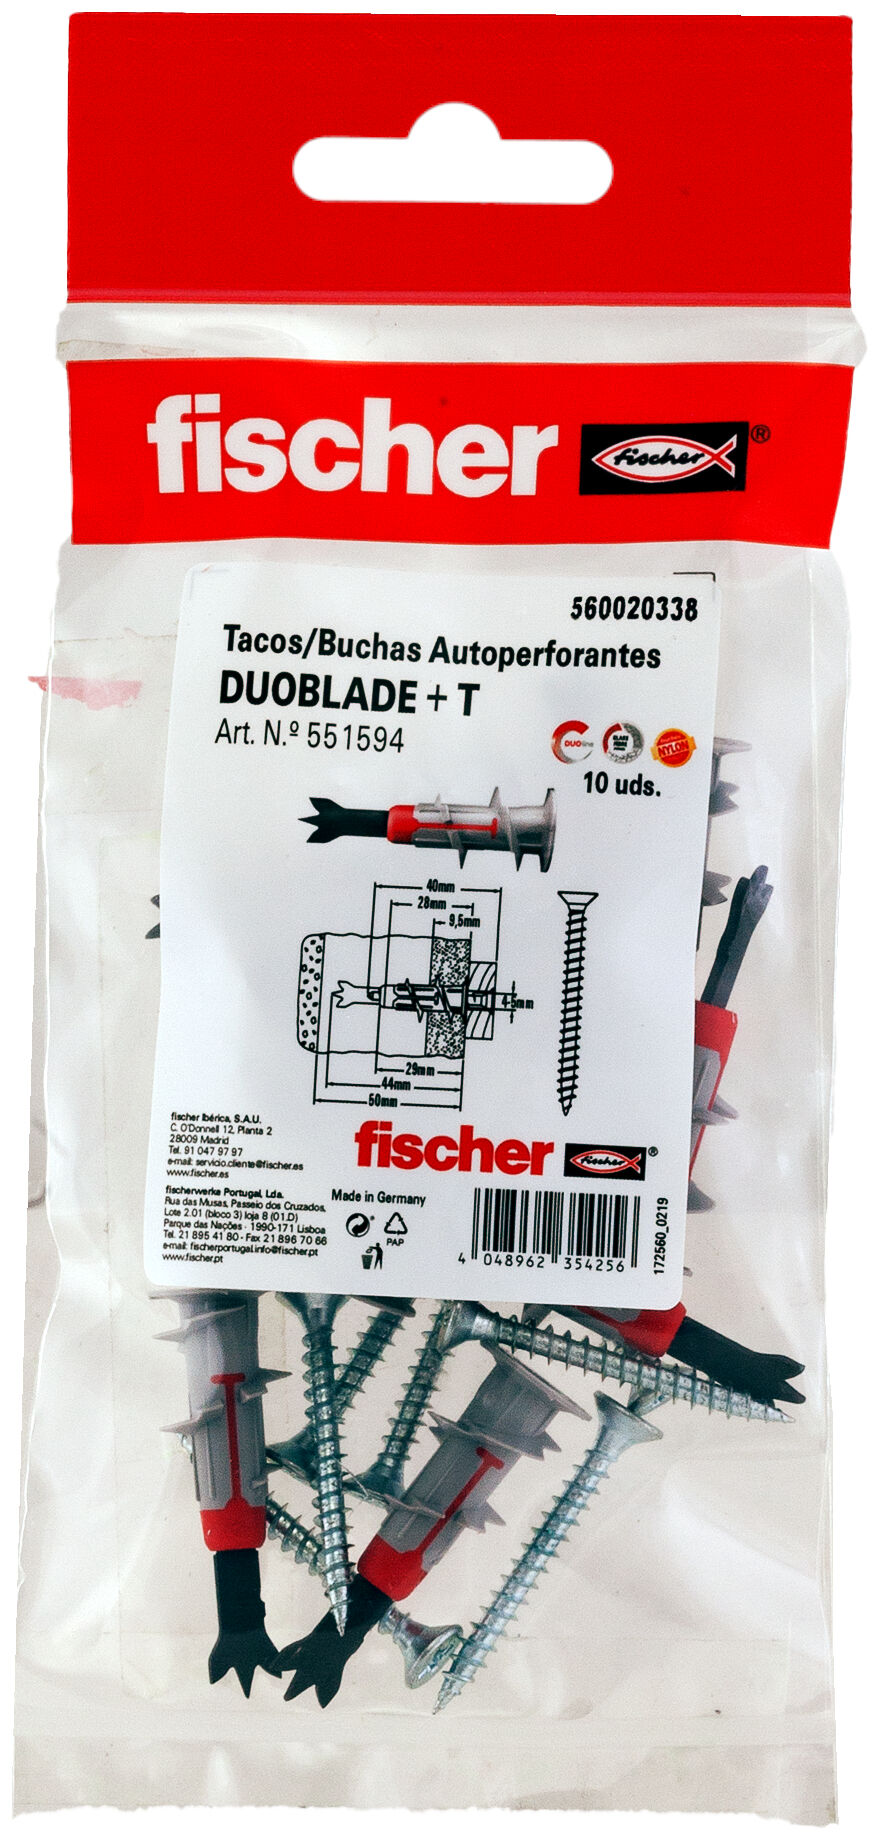 fischer
fischer ®
560020338
Tacos/Buchas Autoperforantes
DUOBLADE + T
Art. N.º 551594
DUOline
GLASS
FIBRE
NYLON
10 uds.
40mm
28mm
9,5mm
4-5mm
29mm
44mm
50mm
fischer Ibérica, S.A.U.
C. O'Donnell 12, Planta 2
28009 Madrid
Tel. 91 047 97 97
e-mail: servicio.cliente@fischer.es
www.fischer.es
fischerwerke Portugal, Lda.
Rua das Musas, Passeio dos Cruzados,
Lote 2.01 (bloco 3) loja 8 (01.D)
Parque das Nações · 1990-171 Lisboa
Tel. 21 895 41 80 - Fax 21 896 70 66
e-mail: fischerportugal.info@fischer.pt
www.fischer.pt
fischer
fischer ®
Made in Germany
PAP
4 048962 354256
172560_0219